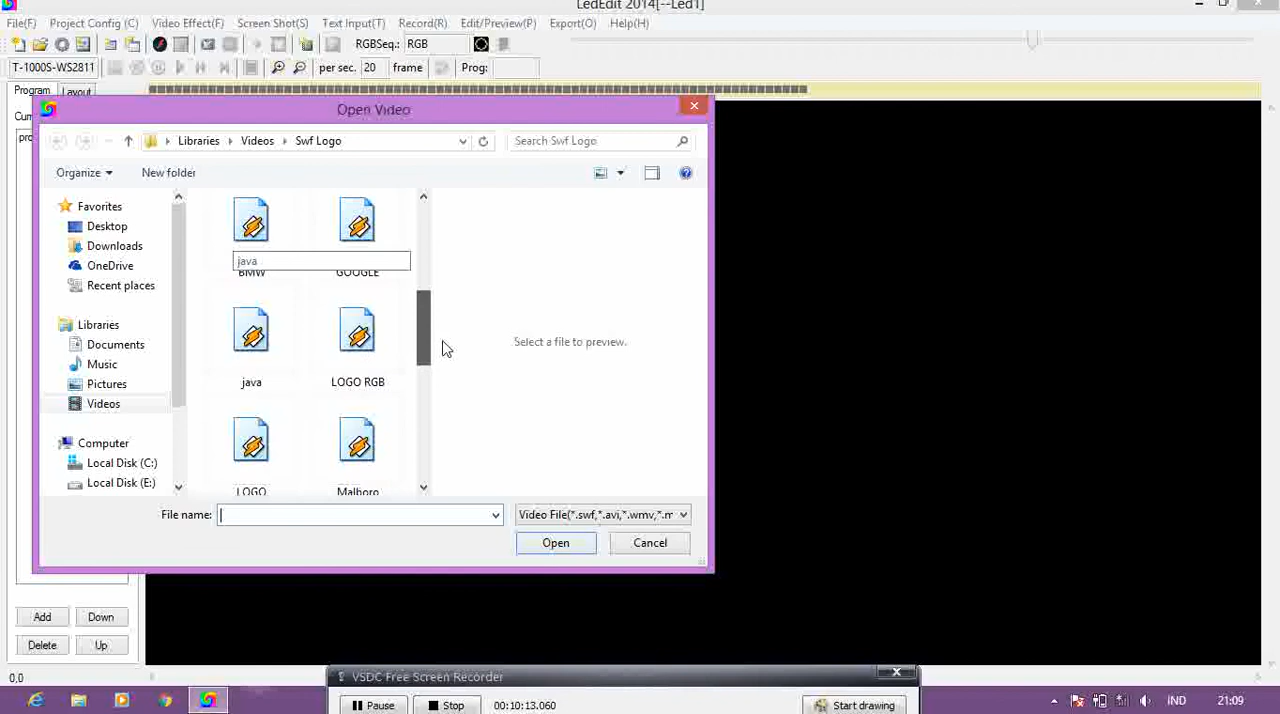 LedEdit 2014[--Led1]
File(F) Project Config (C) Video Effect(F) Screen Shot(S) Text Input(T) Record(R) Edit/Preview(P) Export(O) Help(H)
RGBSeq.: RGB
T-1000S-WS2811 per sec. 20 frame Prog:
Program Layout
Open Video
Libraries Videos Swf Logo Search Swf Logo
Organize New folder
Favorites
Desktop
Downloads
OneDrive
Recent places
Libraries
Documents
Music
Pictures
Videos
Computer
Local Disk (C:)
Local Disk (E:)
java
BMW GOOGLE
java LOGO RGB
LOGO Malboro
Select a file to preview.
File name: Video File(*.swf,*.avi,*.wmv,*.m
Open Cancel
Add Down
Delete Up
0,0
VSDC Free Screen Recorder
Pause Stop 00:10:13.060 Start drawing
IND 21:09